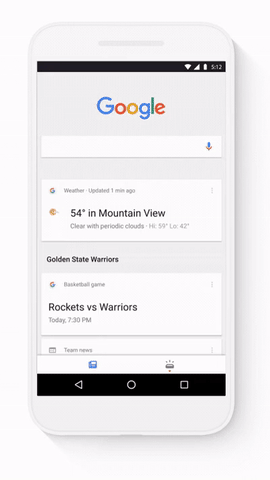 5:12
Google
Weather · Updated 1 min ago
54° in Mountain View
Clear with periodic clouds · Hi: 59° Lo: 42°
Golden State Warriors
Basketball game
Rockets vs Warriors
Today, 7:30 PM
Team news